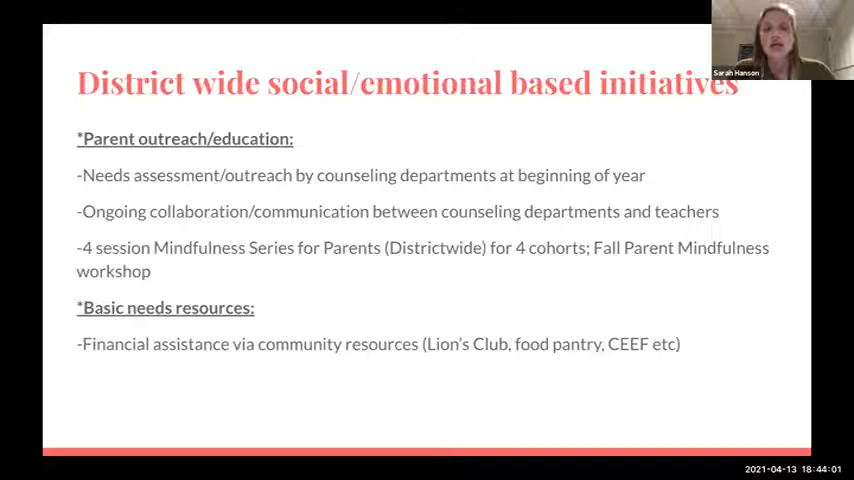 Sarah Hanson
District wide social/emotional based initiatives
*Parent outreach/education:
-Needs assessment/outreach by counseling departments at beginning of year
-Ongoing collaboration/communication between counseling departments and teachers
-4 session Mindfulness Series for Parents (Districtwide) for 4 cohorts; Fall Parent Mindfulness
workshop
*Basic needs resources:
-Financial assistance via community resources (Lion's Club, food pantry, CEEF etc)
2021-04-13 18:44:01